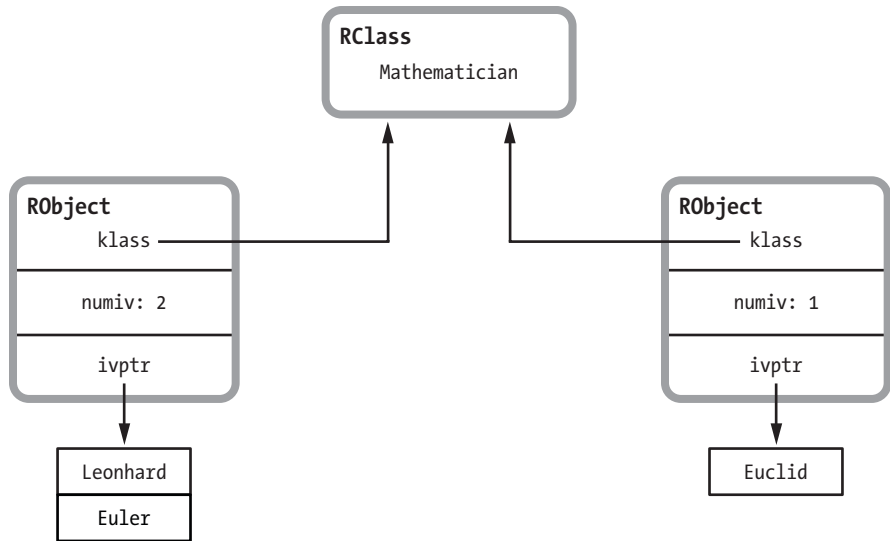 RClass
Mathematician
RObject
klass
numiv: 2
ivptr
Leonhard
Euler
RObject
klass
numiv: 1
ivptr
Euclid